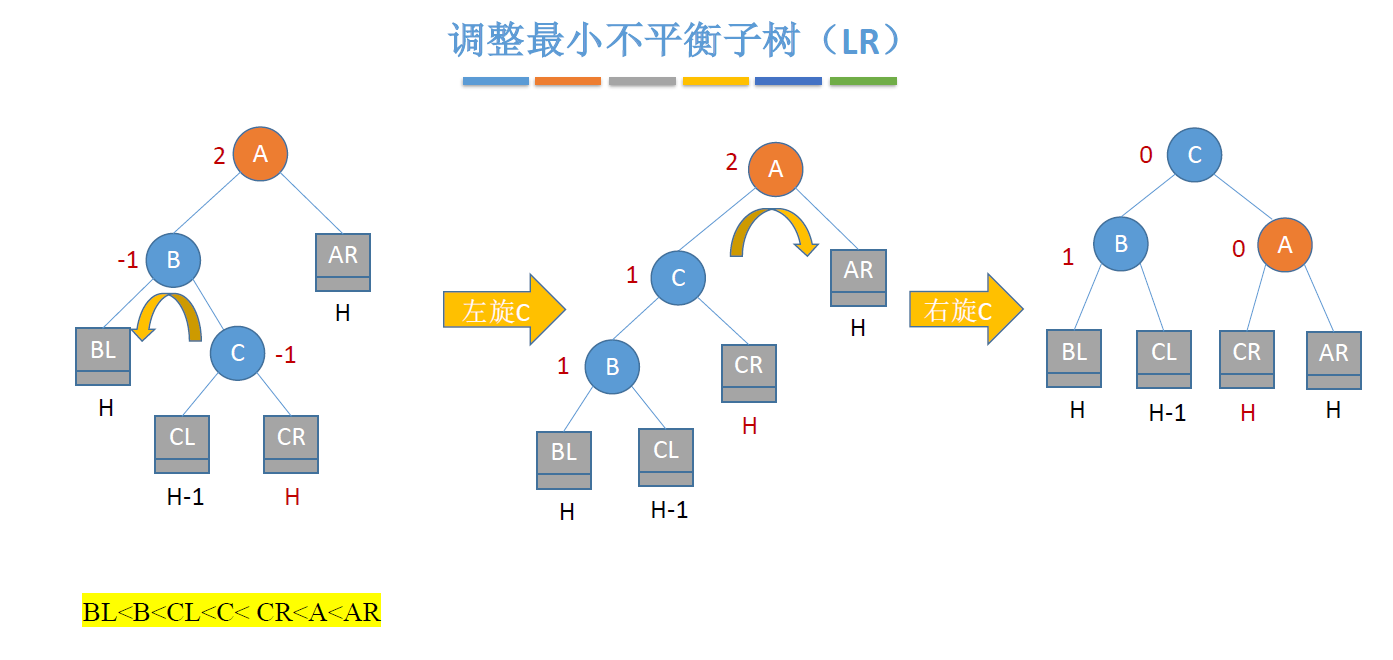 调整最小不平衡子树（LR）
2 A
-1 B
AR
H
BL
H
C -1
CL
H-1
CR
H
左旋C
2 A
1 C
AR
H
1 B
CR
H
BL
H
CL
H-1
右旋C
0 C
1 B
0 A
BL
CL
CR
AR
H
H-1
H
H
BL<B<CL<C< CR<A<AR